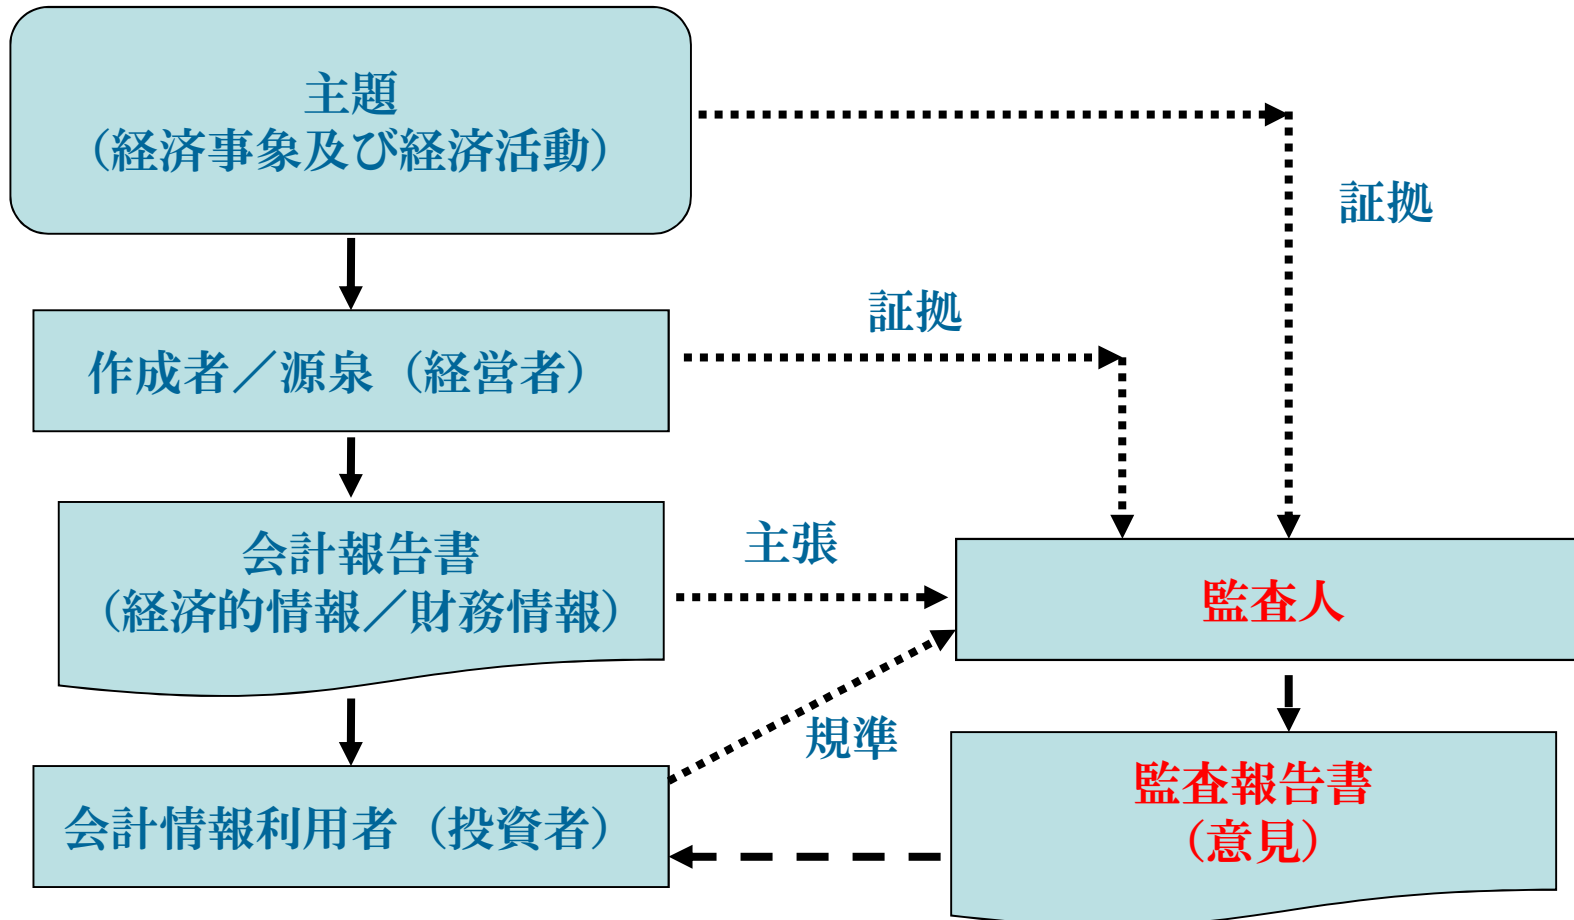 主題
（経済事象及び経済活動）
証拠
証拠
作成者／源泉（経営者）
会計報告書
（経済的情報／財務情報）
主張
監査人
規準
会計情報利用者（投資者）
監査報告書
（意見）